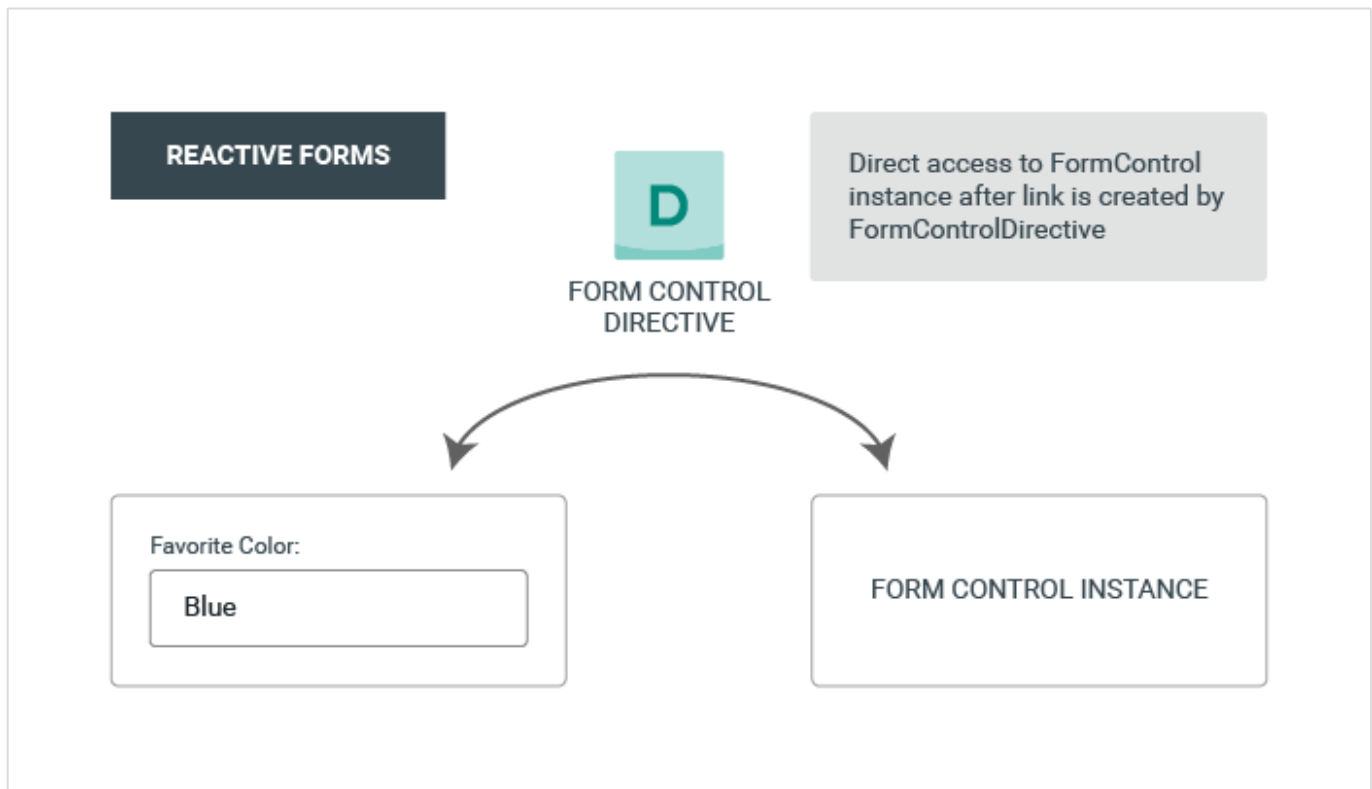 REACTIVE FORMS
D
FORM CONTROL
DIRECTIVE
Direct access to FormControl
instance after link is created by
FormControlDirective
Favorite Color:
Blue
FORM CONTROL INSTANCE